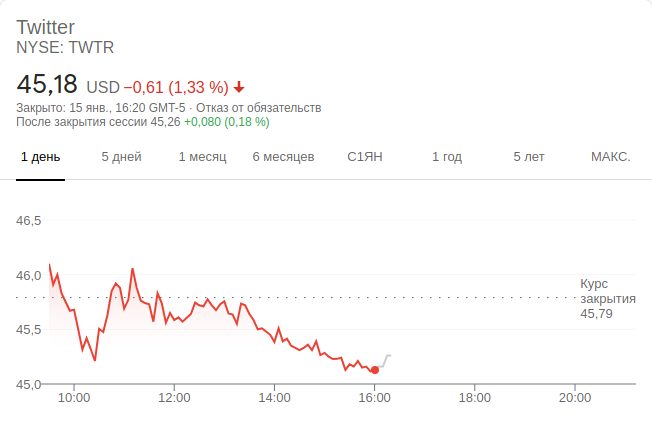 Twitter
NYSE: TWTR
45,18 USD −0,61 (1,33 %)
Закрыто: 15 янв., 16:20 GMT-5 · Отказ от обязательств
После закрытия сессии 45,26 +0,080 (0,18 %)
1 день 5 дней 1 месяц 6 месяцев С1ЯН 1 год 5 лет МАКС.
46,5
46,0
Курс
закрытия
45,79
45,5
45,0
10:00 12:00 14:00 16:00 18:00 20:00